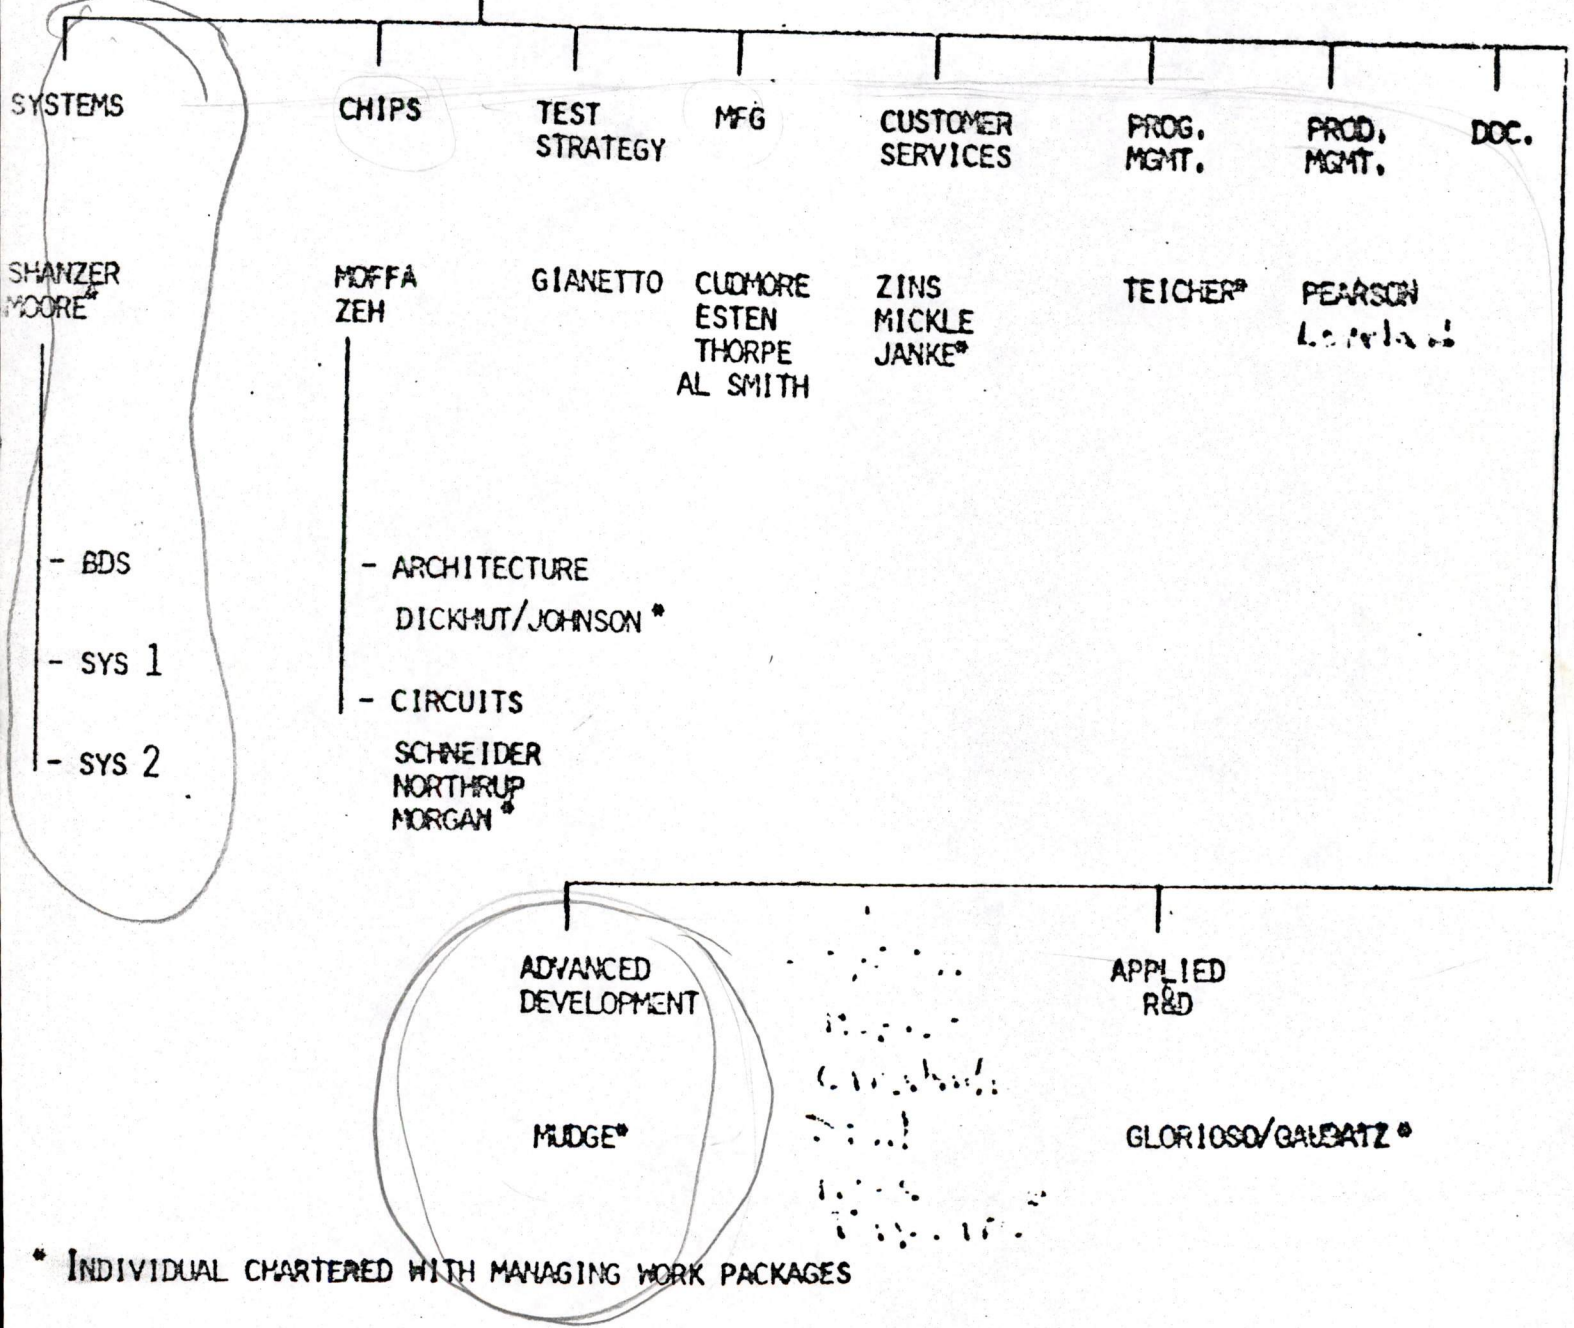 SYSTEMS
CHIPS
TEST
STRATEGY
MFG
CUSTOMER
SERVICES
PROG.
MGMT.
PROD.
MGMT.
DOC.
SHANZER
MOORE*
MOFFA
ZEH
GIANETTO
CUDMORE
ESTEN
THORPE
AL SMITH
ZINS
MICKLE
JANKE*
TEICHER*
PEARSON
- BDS
- SYS 1
- SYS 2
- ARCHITECTURE
DICKHUT/JOHNSON *
- CIRCUITS
SCHNEIDER
NORTHRUP
MORGAN *
ADVANCED
DEVELOPMENT
MUDGE*
APPLIED
R&D
GLORIOSO/GAUBATZ *
* INDIVIDUAL CHARTERED WITH MANAGING WORK PACKAGES